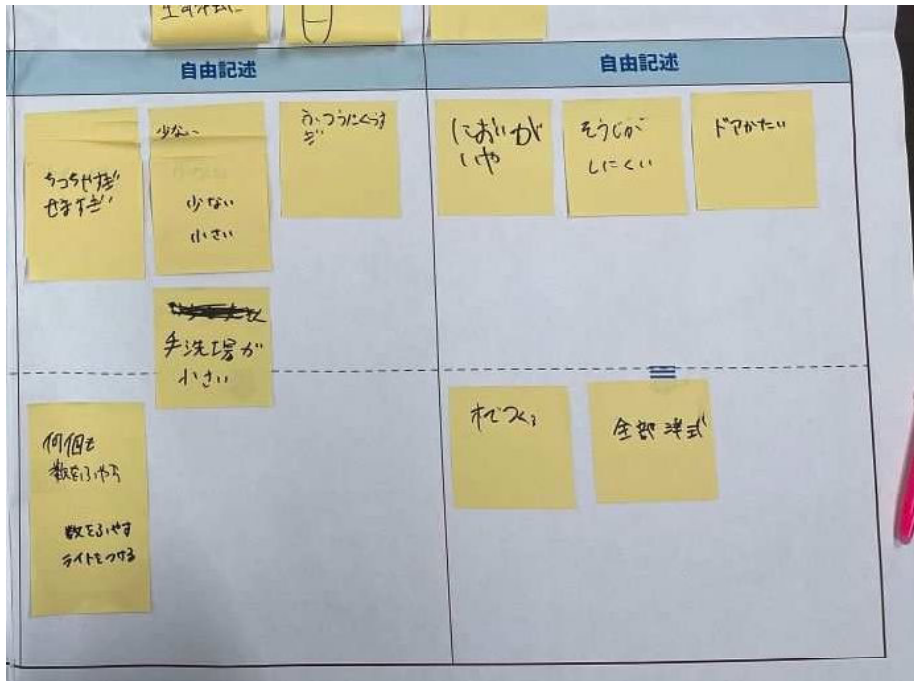 自由記述
ちっちゃすぎ
せますぎ
少ない
少ない
小さい
ふつうにくうす
ぎ
手洗場が
小さい
何個も
数をふやす
数をふやす
ライトをつける
自由記述
においが
いや
そうじが
しにくい
ドアがたい
木でつくる
全部洋式